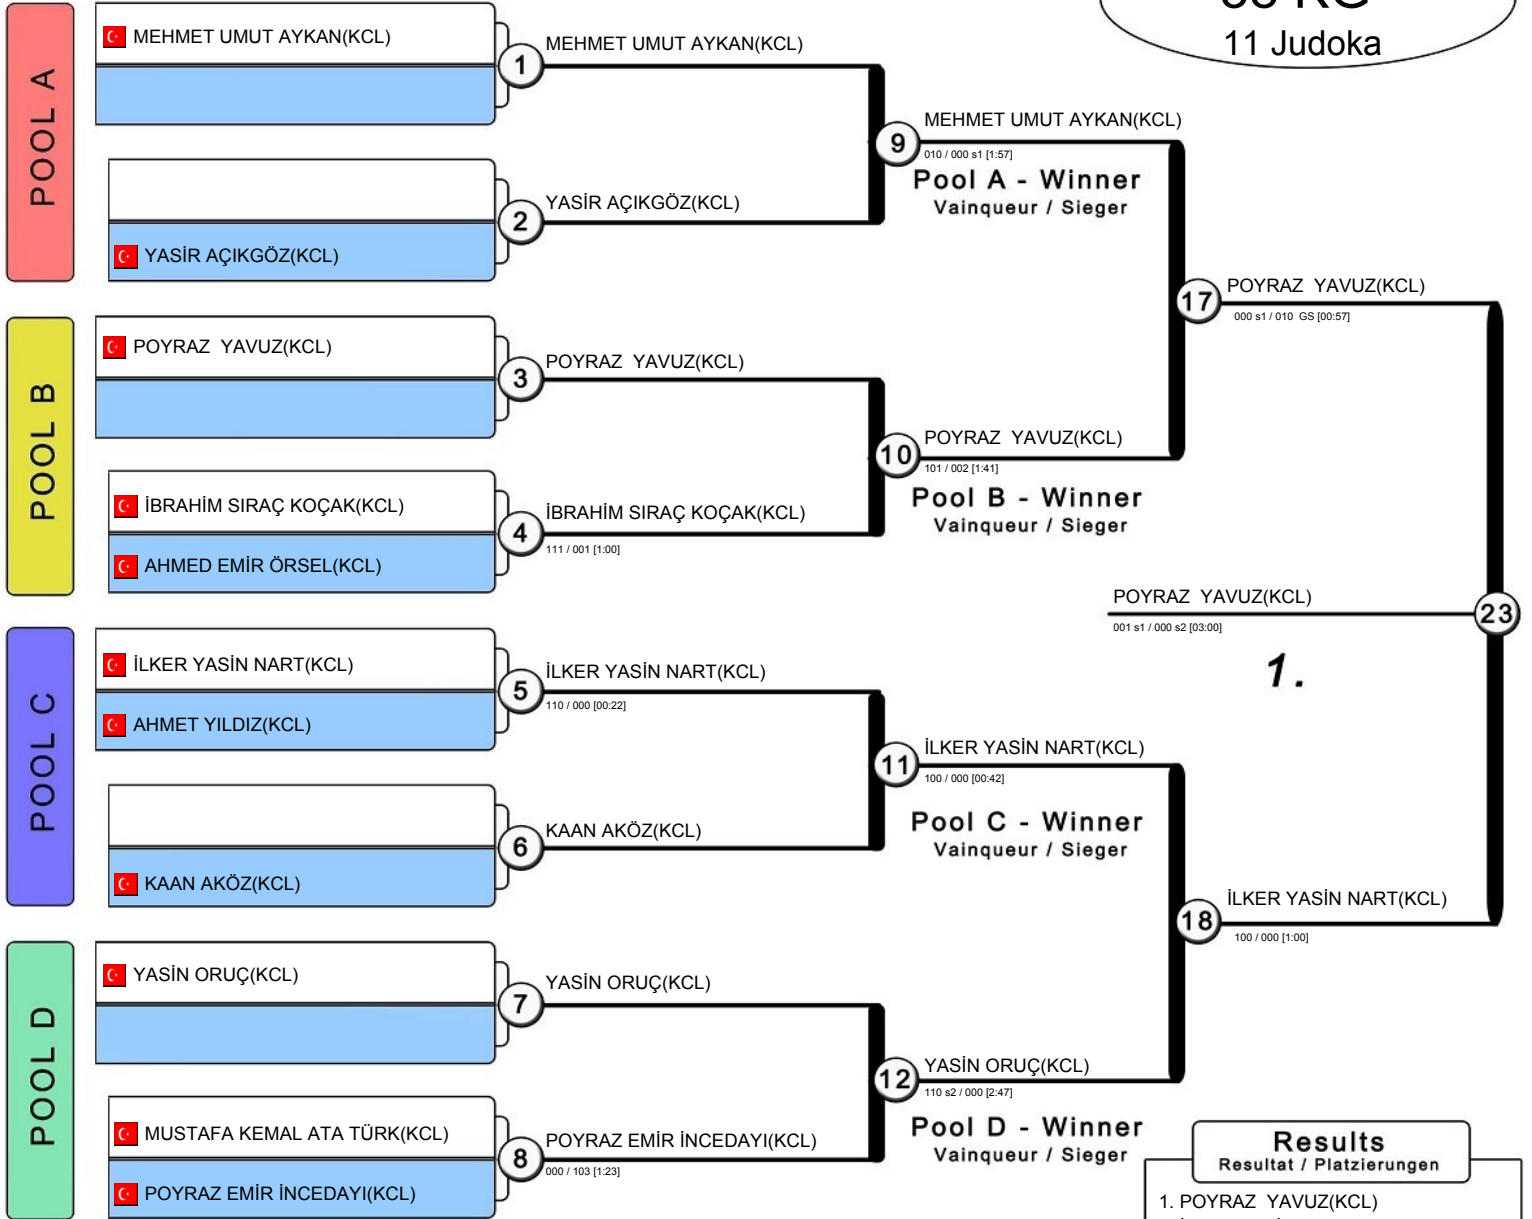 11 Judoka
POOL A
MEHMET UMUT AYKAN(KCL)
1
MEHMET UMUT AYKAN(KCL)
2
YASİR AÇIKGÖZ(KCL)
YASİR AÇIKGÖZ(KCL)
9
MEHMET UMUT AYKAN(KCL)
010 / 000 s1 [1:57]
Pool A - Winner
Vainqueur / Sieger
POOL B
POYRAZ YAVUZ(KCL)
3
POYRAZ YAVUZ(KCL)
İBRAHİM SIRAÇ KOÇAK(KCL)
AHMED EMİR ÖRSEL(KCL)
4
İBRAHİM SIRAÇ KOÇAK(KCL)
111 / 001 [1:00]
10
POYRAZ YAVUZ(KCL)
101 / 002 [1:41]
Pool B - Winner
Vainqueur / Sieger
17
POYRAZ YAVUZ(KCL)
000 s1 / 010 GS [00:57]
POOL C
İLKER YASİN NART(KCL)
AHMET YILDIZ(KCL)
5
İLKER YASİN NART(KCL)
110 / 000 [00:22]
6
KAAN AKÖZ(KCL)
KAAN AKÖZ(KCL)
11
İLKER YASİN NART(KCL)
100 / 000 [00:42]
Pool C - Winner
Vainqueur / Sieger
POOL D
YASİN ORUÇ(KCL)
7
YASİN ORUÇ(KCL)
MUSTAFA KEMAL ATA TÜRK(KCL)
POYRAZ EMİR İNCEDAYI(KCL)
8
POYRAZ EMİR İNCEDAYI(KCL)
000 / 103 [1:23]
12
YASİN ORUÇ(KCL)
110 s2 / 000 [2:47]
Pool D - Winner
Vainqueur / Sieger
18
İLKER YASİN NART(KCL)
100 / 000 [1:00]
23
POYRAZ YAVUZ(KCL)
001 s1 / 000 s2 [03:00]
1.
Results
Resultat / Platzierungen
1. POYRAZ YAVUZ(KCL)